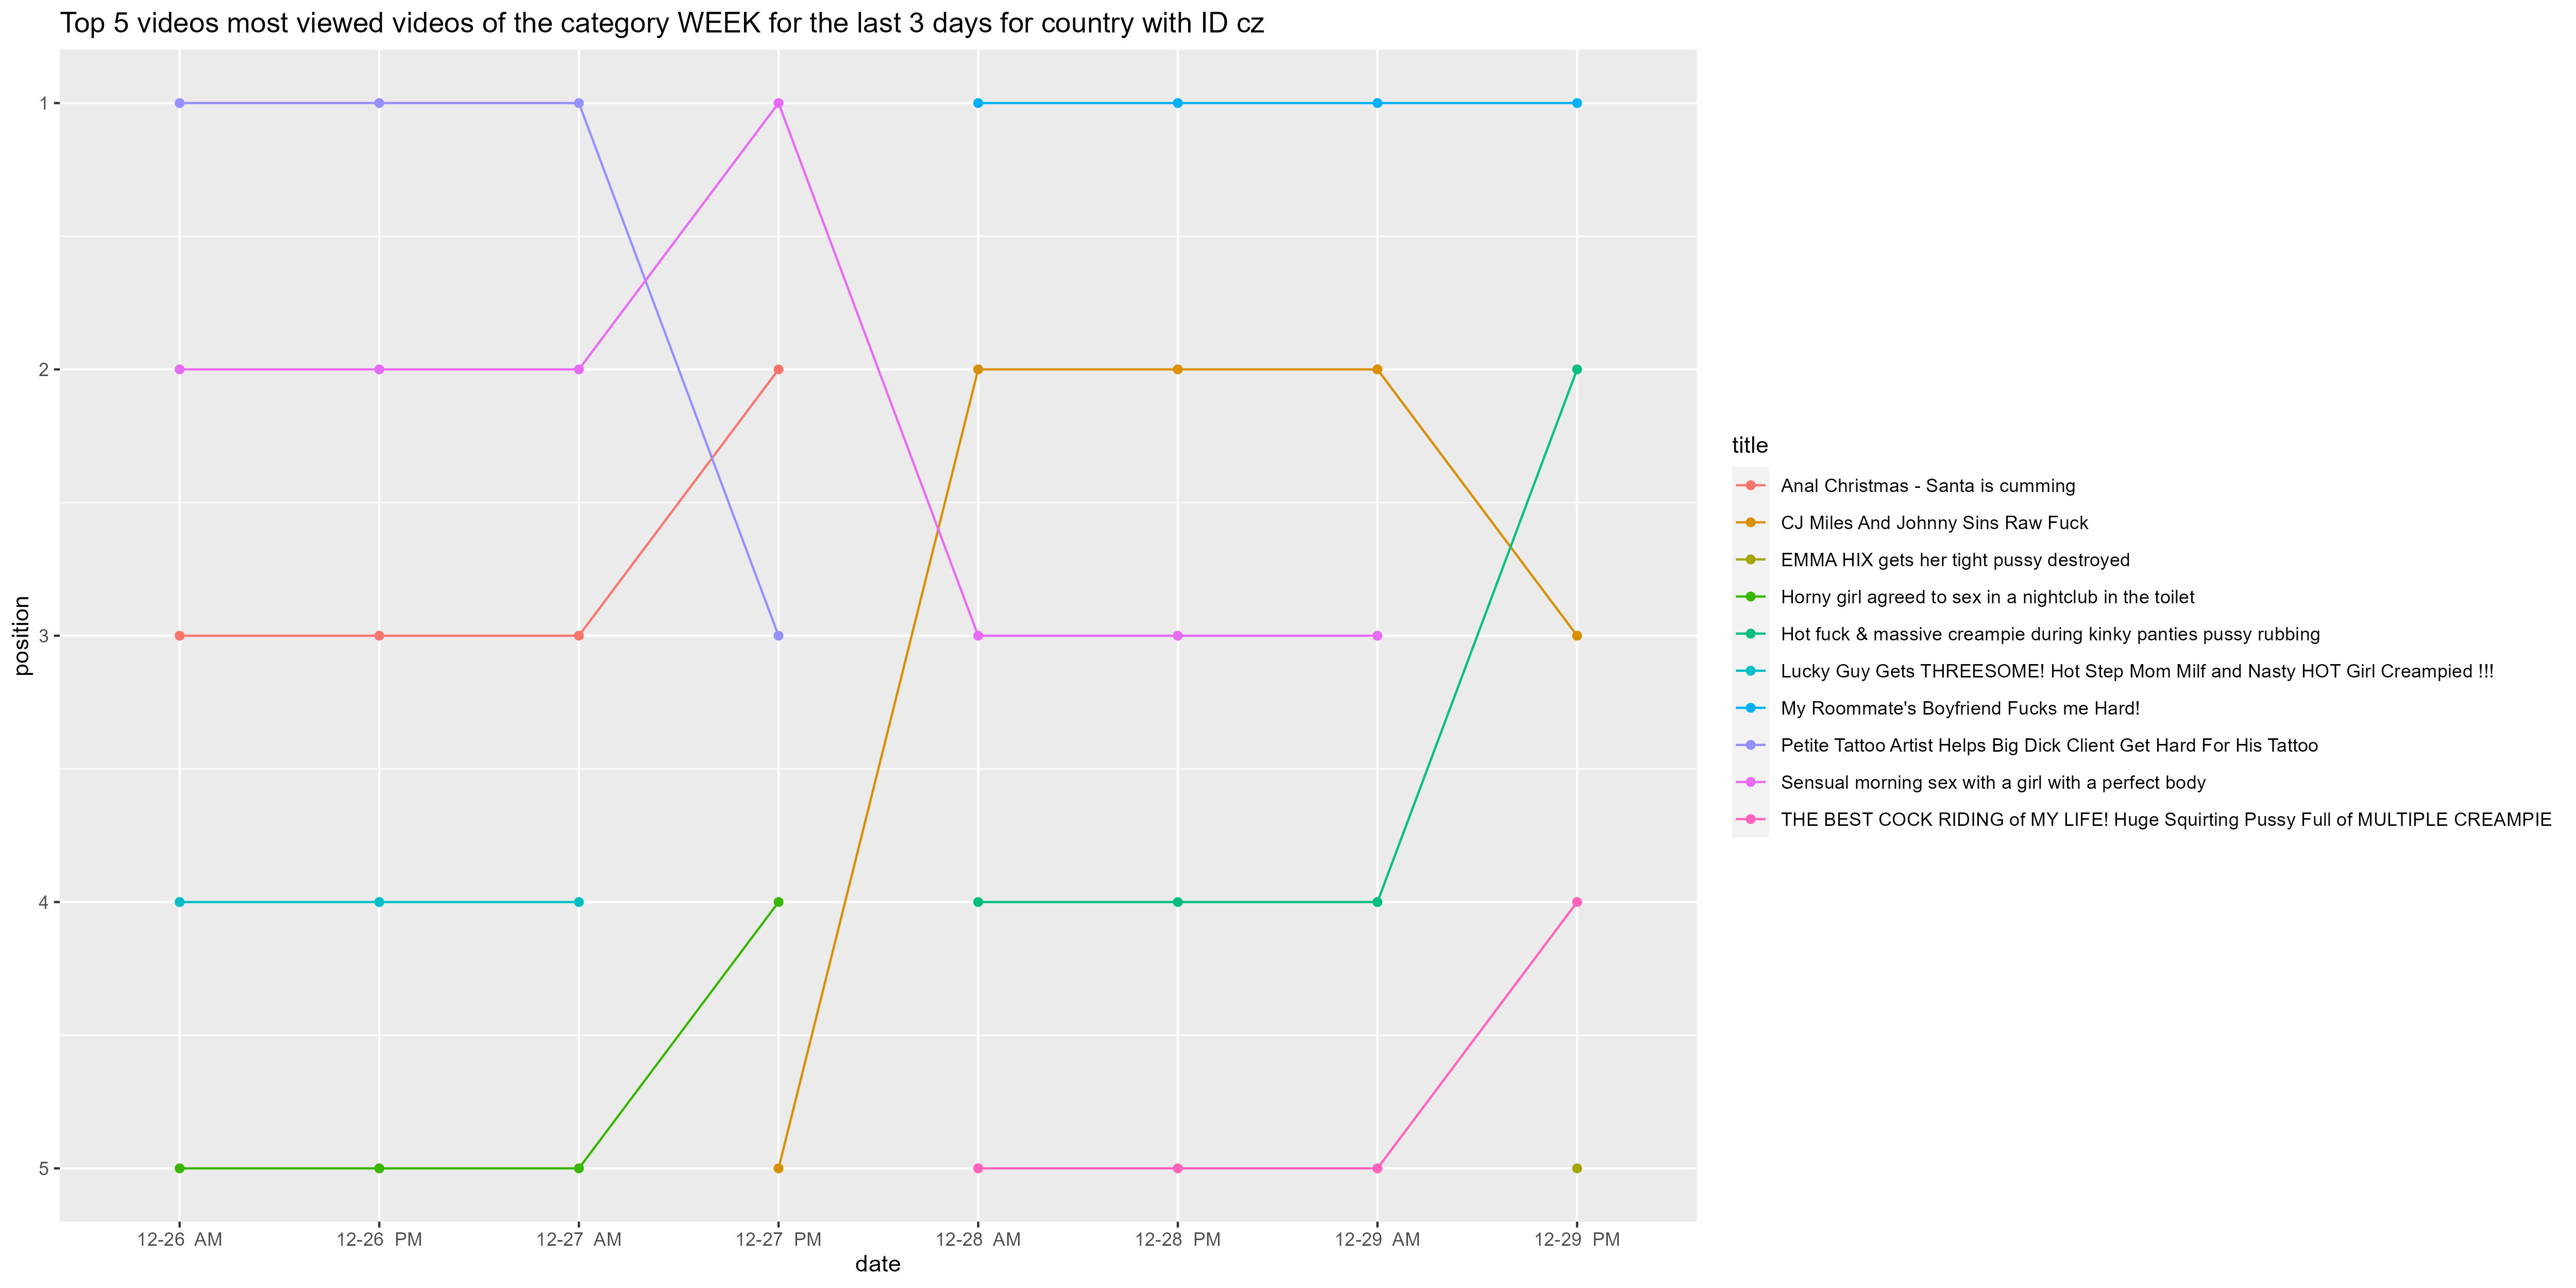 Top 5 videos most viewed videos of the category WEEK for the last 3 days for country with ID cz
position
1
2
3
4
5
12-26 AM
12-26 PM
12-27 AM
12-27 PM
12-28 AM
12-28 PM
12-29 AM
12-29 PM
date
title
Anal Christmas - Santa is cumming
CJ Miles And Johnny Sins Raw Fuck
EMMA HIX gets her tight pussy destroyed
Horny girl agreed to sex in a nightclub in the toilet
Hot fuck & massive creampie during kinky panties pussy rubbing
Lucky Guy Gets THREESOME! Hot Step Mom Milf and Nasty HOT Girl Creampied !!!
My Roommate's Boyfriend Fucks me Hard!
Petite Tattoo Artist Helps Big Dick Client Get Hard For His Tattoo
Sensual morning sex with a girl with a perfect body
THE BEST COCK RIDING of MY LIFE! Huge Squirting Pussy Full of MULTIPLE CREAMPIE